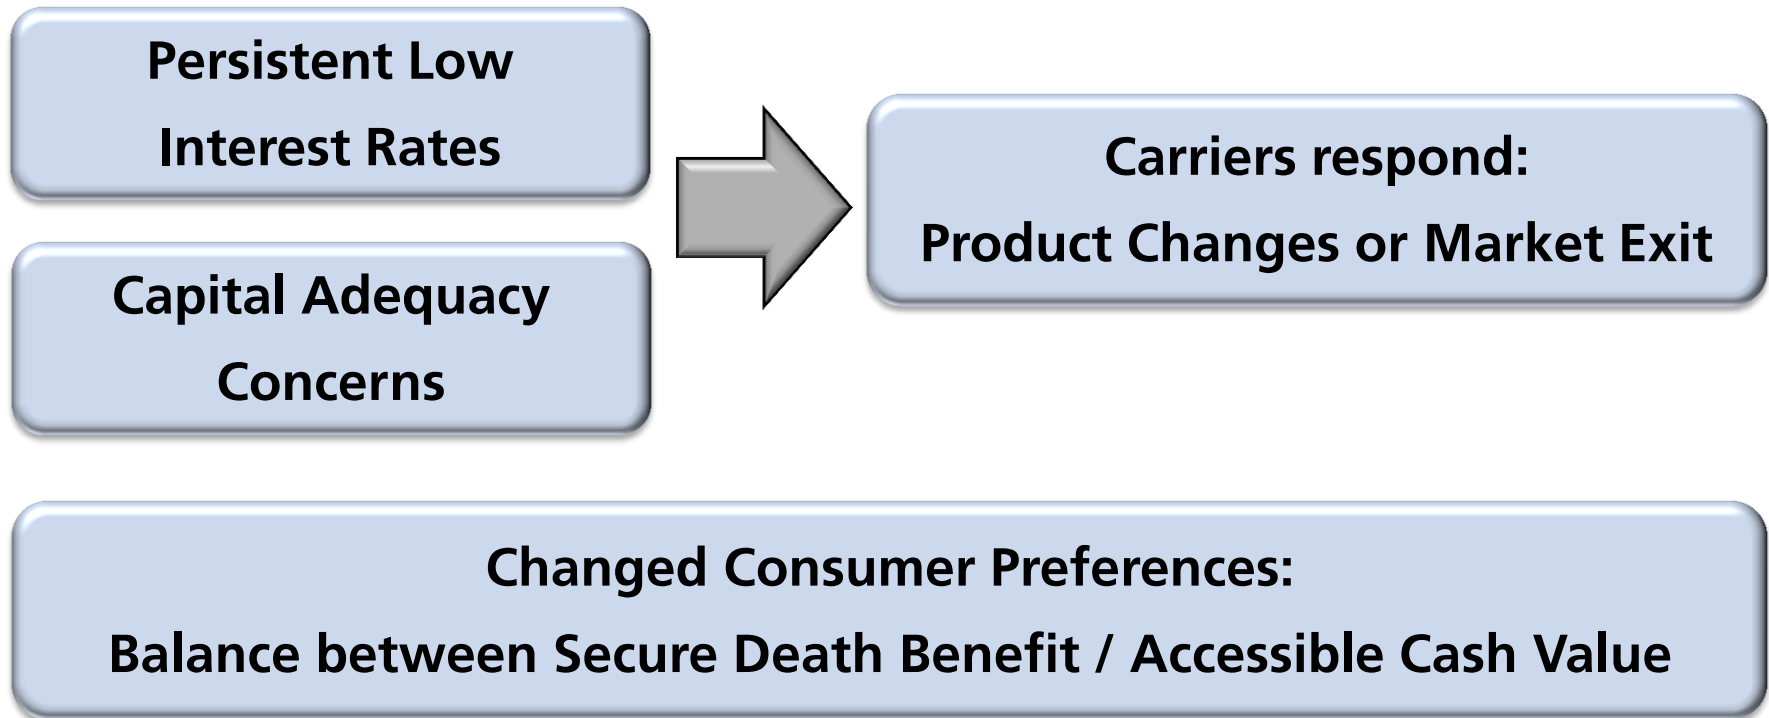 Persistent Low
Interest Rates
Capital Adequacy
Concerns
Carriers respond:
Product Changes or Market Exit
Changed Consumer Preferences:
Balance between Secure Death Benefit / Accessible Cash Value